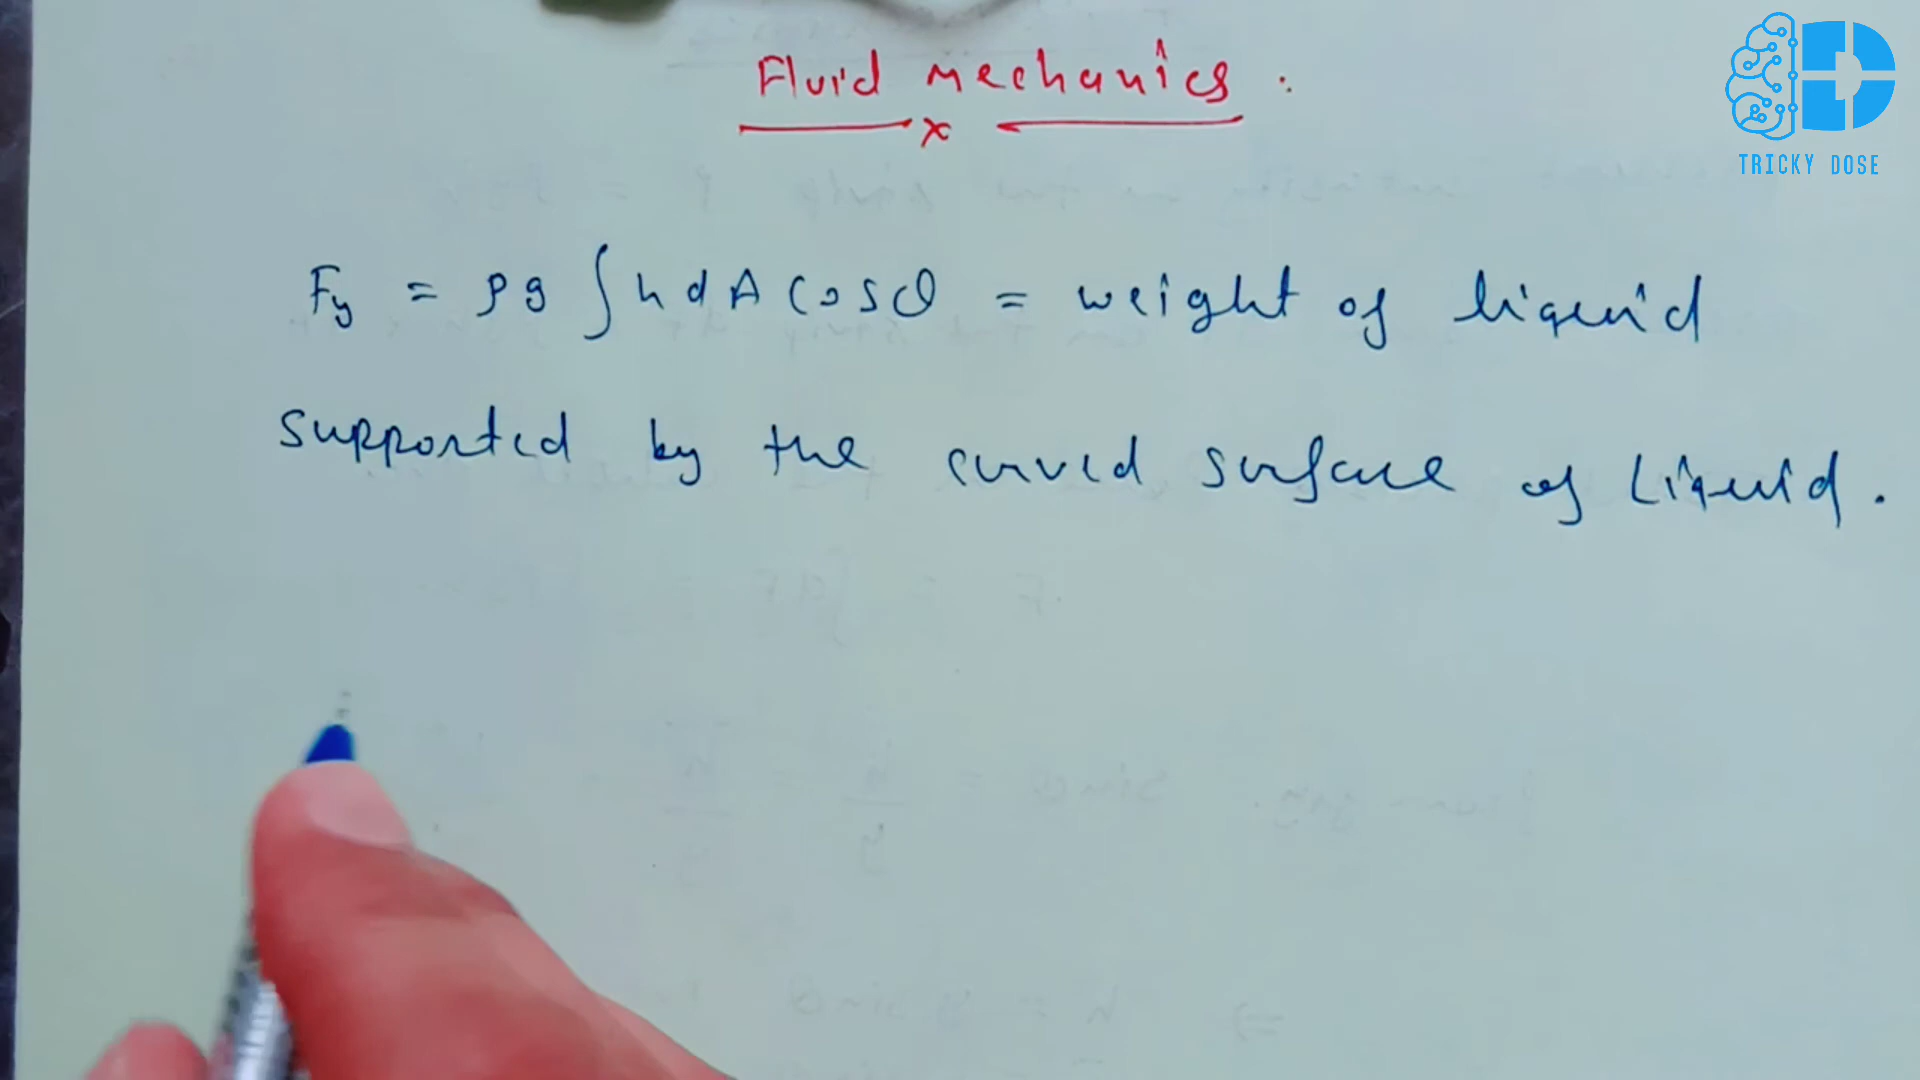 Fluid mechanics :
x
TRICKY DOSE
Fy = ρg ∫ h dA cosθ = weight of liquid
supported by the curved surface of Liquid.